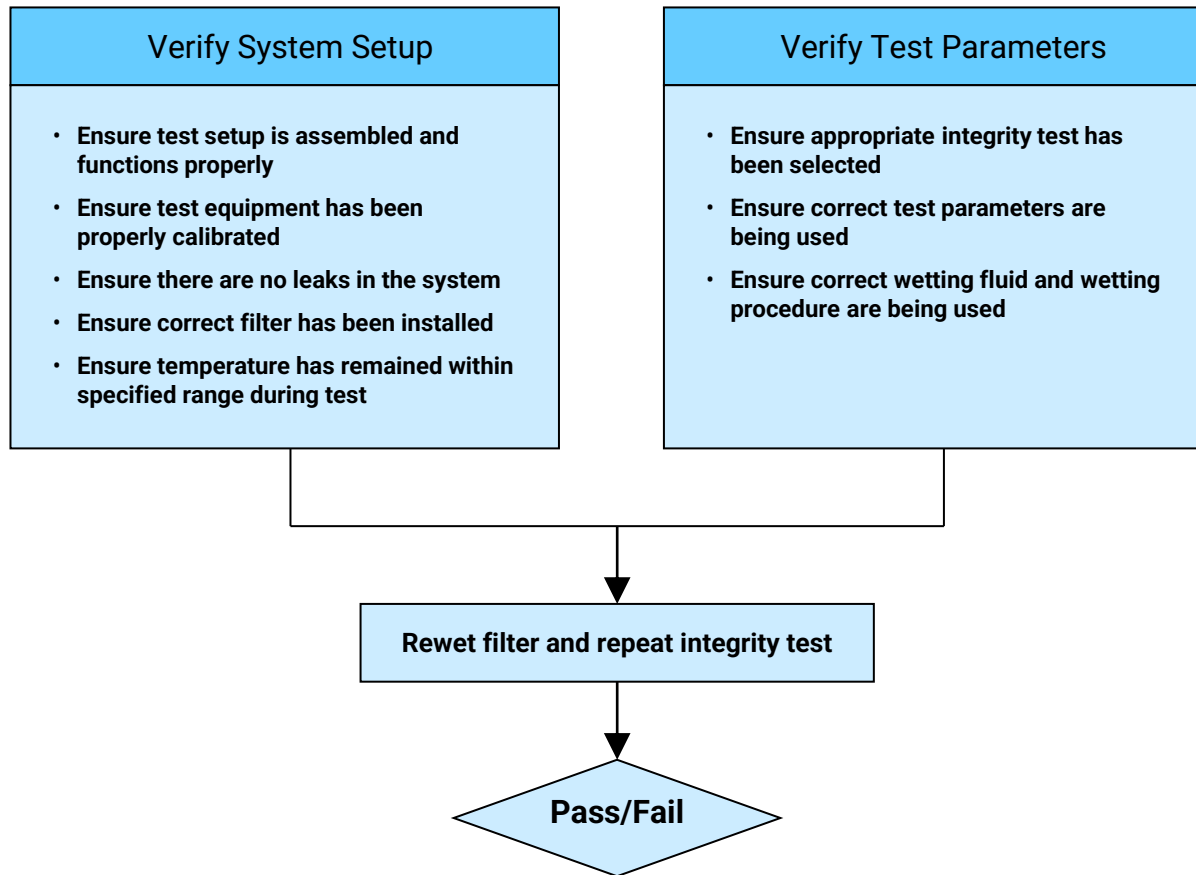 Verify System Setup
• Ensure test setup is assembled and
functions properly
• Ensure test equipment has been
properly calibrated
• Ensure there are no leaks in the system
• Ensure correct filter has been installed
• Ensure temperature has remained within
specified range during test
Verify Test Parameters
• Ensure appropriate integrity test has
been selected
• Ensure correct test parameters are
being used
• Ensure correct wetting fluid and wetting
procedure are being used
Rewet filter and repeat integrity test
Pass/Fail